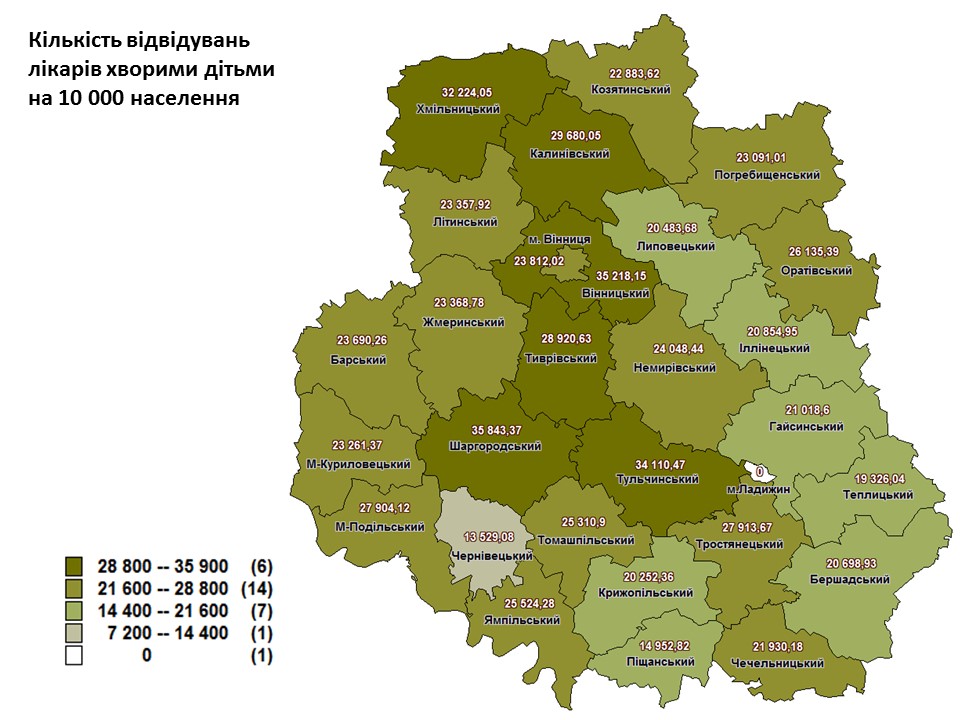 Кількість відвідувань
лікарів хворими дітьми
на 10 000 населення
22 883,62
Козятинський
32 224,05
Хмільницький
29 680,05
Калинівський
23 091,01
Погребищенський
23 357,92
Літинський
20 483,68
Липовецький
м. Вінниця
23 812,02
26 135,39
Оратівський
35 218,15
Вінницький
23 368,78
Жмеринський
20 854,95
Іллінецький
23 690,26
Барський
28 920,63
Тиврівський
24 048,44
Немирівський
21 018,6
Гайсинський
35 843,37
Шаргородський
23 261,37
М-Куриловецький
34 110,47
Тульчинський
0
м.Ладижин
19 326,04
Теплицький
27 904,12
М-Подільський
25 310,9
Томашпільський
27 913,67
Тростянецький
13 529,08
Чернівецький
20 698,93
Бершадський
20 252,36
Крижопільський
25 524,28
Ямпільський
14 952,82
Піщанський
21 930,18
Чечельницький
28 800 -- 35 900 (6)
21 600 -- 28 800 (14)
14 400 -- 21 600 (7)
7 200 -- 14 400 (1)
0 (1)